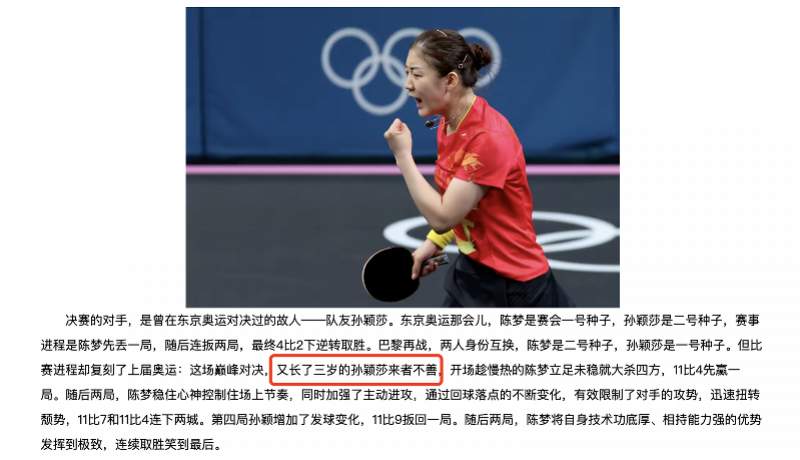 决赛的对手，是曾在东京奥运对决过的故人——队友孙颖莎。东京奥运那会儿，陈梦是赛会一号种子，孙颖莎是二号种子，赛事
进程是陈梦先丢一局，随后连扳两局，最终4比2下逆转取胜。巴黎再战，两人身份互换，陈梦是二号种子，孙颖莎是一号种子。但比
赛进程却复刻了上届奥运：这场巅峰对决，又长了三岁的孙颖莎来者不善，开场趁慢热的陈梦立足未稳就大杀四方，11比4先赢一
局。随后两局，陈梦稳住心神控制住场上节奏，同时加强了主动进攻，通过回球落点的不断变化，有效限制了对手的攻势，迅速扭转
颓势，11比7和11比4连下两城。第四局孙颖增加了发球变化，11比9扳回一局。随后两局，陈梦将自身技术功底厚、相持能力强的优势
发挥到极致，连续取胜笑到最后。